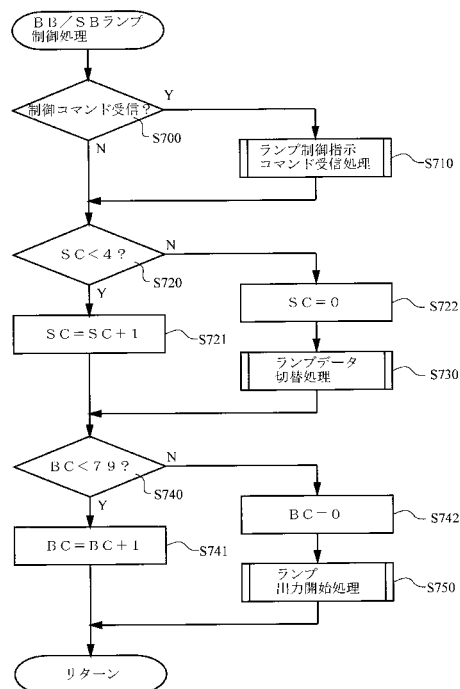 BB／SBランプ
制御処理
制御コマンド受信？
Y
S700
N
ランプ制御指示
コマンド受信処理
S710
SC＜4？
N
S720
Y
SC＝0
S722
SC＝SC＋1
S721
ランプデータ
切替処理
S730
BC＜79？
N
S740
Y
BC＝0
S742
BC＝BC＋1
S741
ランプ
出力開始処理
S750
リターン